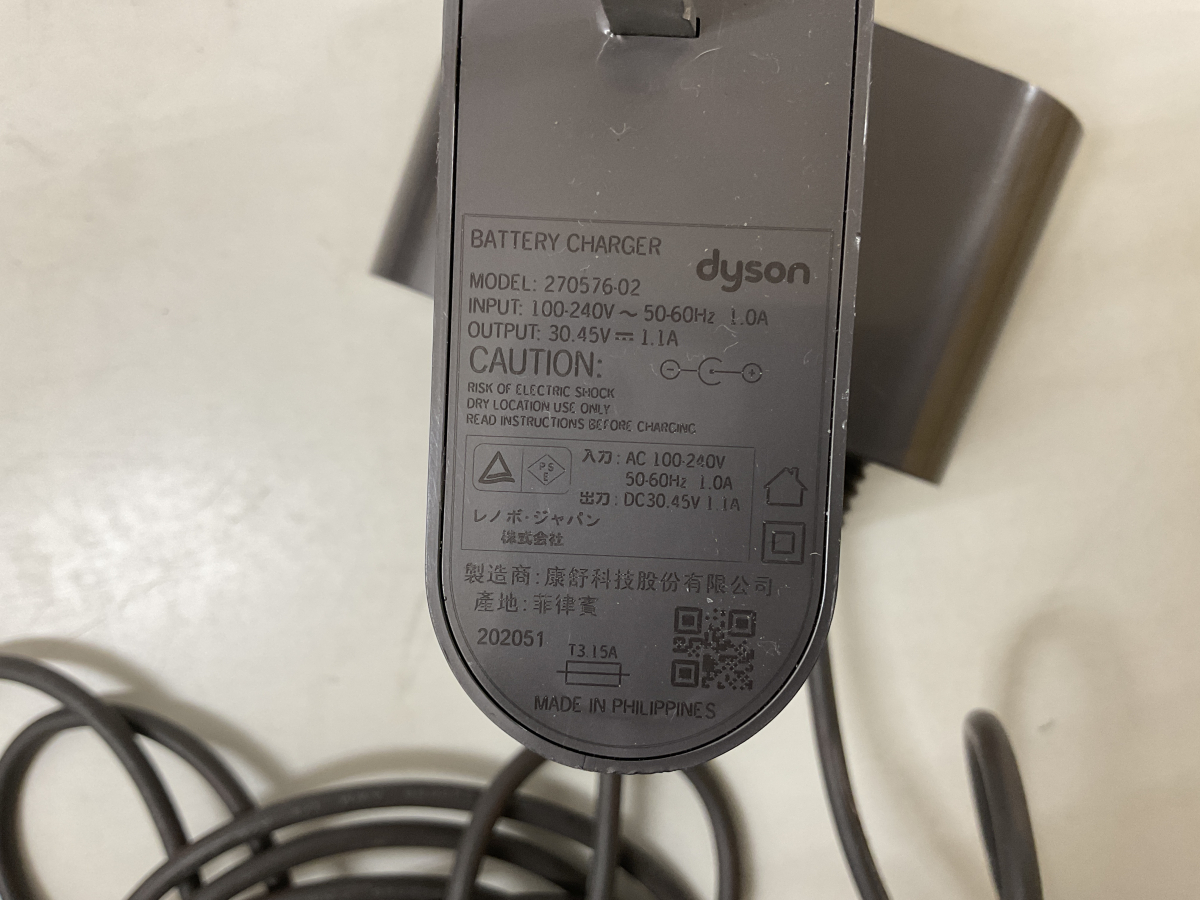 BATTERY CHARGER
dyson
MODEL: 270576-02
INPUT: 100-240V ~ 50-60Hz 1.0A
OUTPUT: 30.45V⎓ 1.1A
CAUTION:
RISK OF ELECTRIC SHOCK
DRY LOCATION USE ONLY
READ INSTRUCTIONS BEFORE CHARGING
PS
E
入力: AC 100-240V
50-60Hz 1.0A
出力: DC30.45V 1.1A
レノボ・ジャパン
株式会社
製造商:康舒科技股份有限公司
產地:菲律賓
202051
T3.15A
MADE IN PHILIPPINES